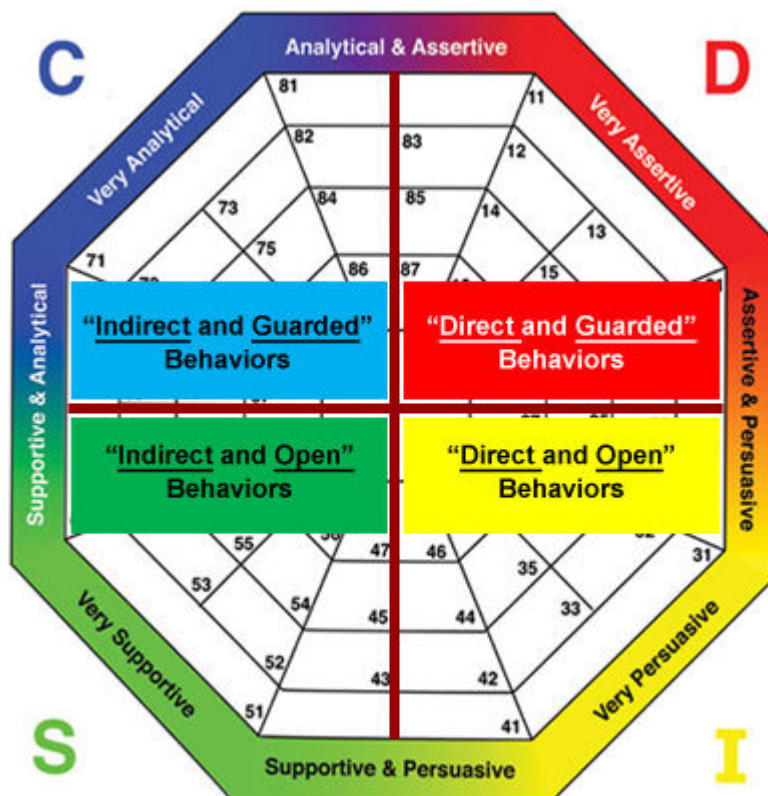 C
D
Analytical & Assertive
Very Analytical
Very Assertive
81
11
82
83
12
73
84
85
14
13
75
15
71
86
87
Supportive & Analytical
Assertive & Persuasive
“Indirect and Guarded”
Behaviors
“Direct and Guarded”
Behaviors
“Indirect and Open”
Behaviors
“Direct and Open”
Behaviors
55
47
46
31
53
35
54
45
44
33
52
43
42
51
41
Very Supportive
Very Persuasive
Supportive & Persuasive
S
I